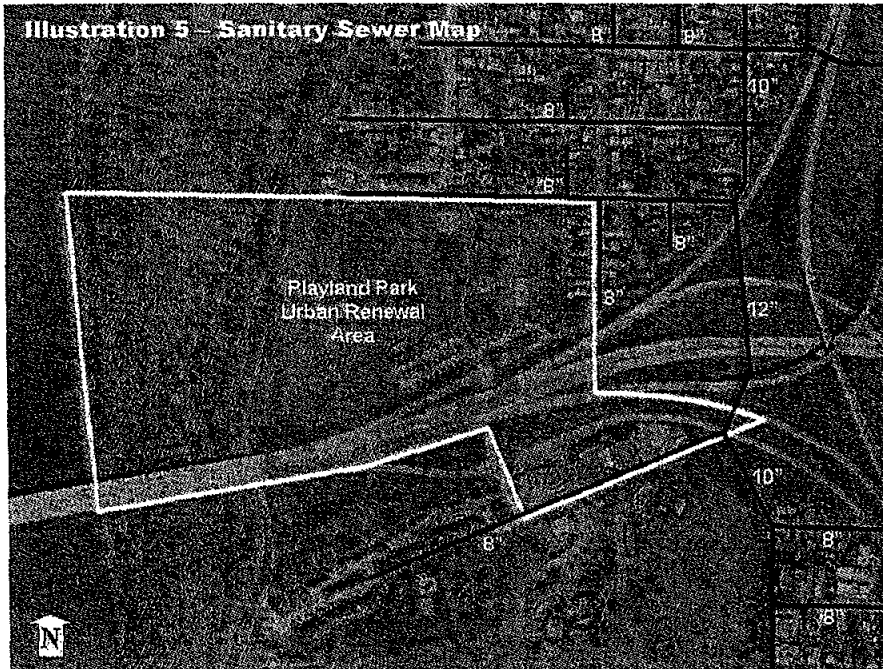 Illustration 5 – Sanitary Sewer Map
8"
8"
10"
8"
8"
8"
Playland Park
Urban Renewal
Area
8"
12"
10"
8"
8"
8"
N